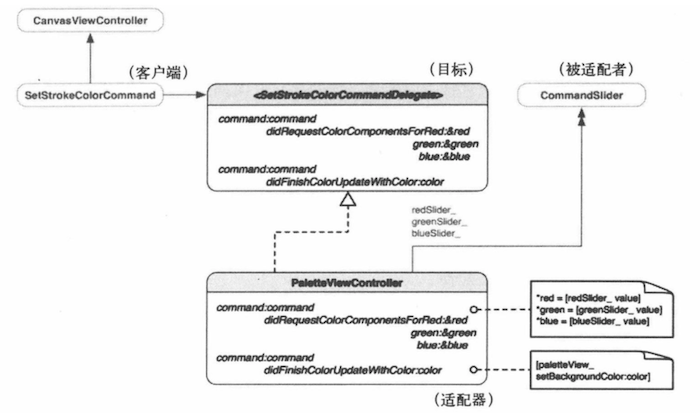 CanvasViewController
(客户端)
(目标)
(被适配者)
SetStrokeColorCommand
<SetStrokeColorCommandDelegate>
CommandSlider
command:command
didRequestColorComponentsForRed:&red
green:&green
blue:&blue
command:command
didFinishColorUpdateWithColor:color
redSlider_
greenSlider_
blueSlider_
PaletteViewController
command:command
didRequestColorComponentsForRed:&red
green:&green
blue:&blue
command:command
didFinishColorUpdateWithColor:color
*red = [redSlider_ value]
*green = [greenSlider_ value]
*blue = [blueSlider_ value]
[paletteView_
setBackgroundColor:color]
(适配器)